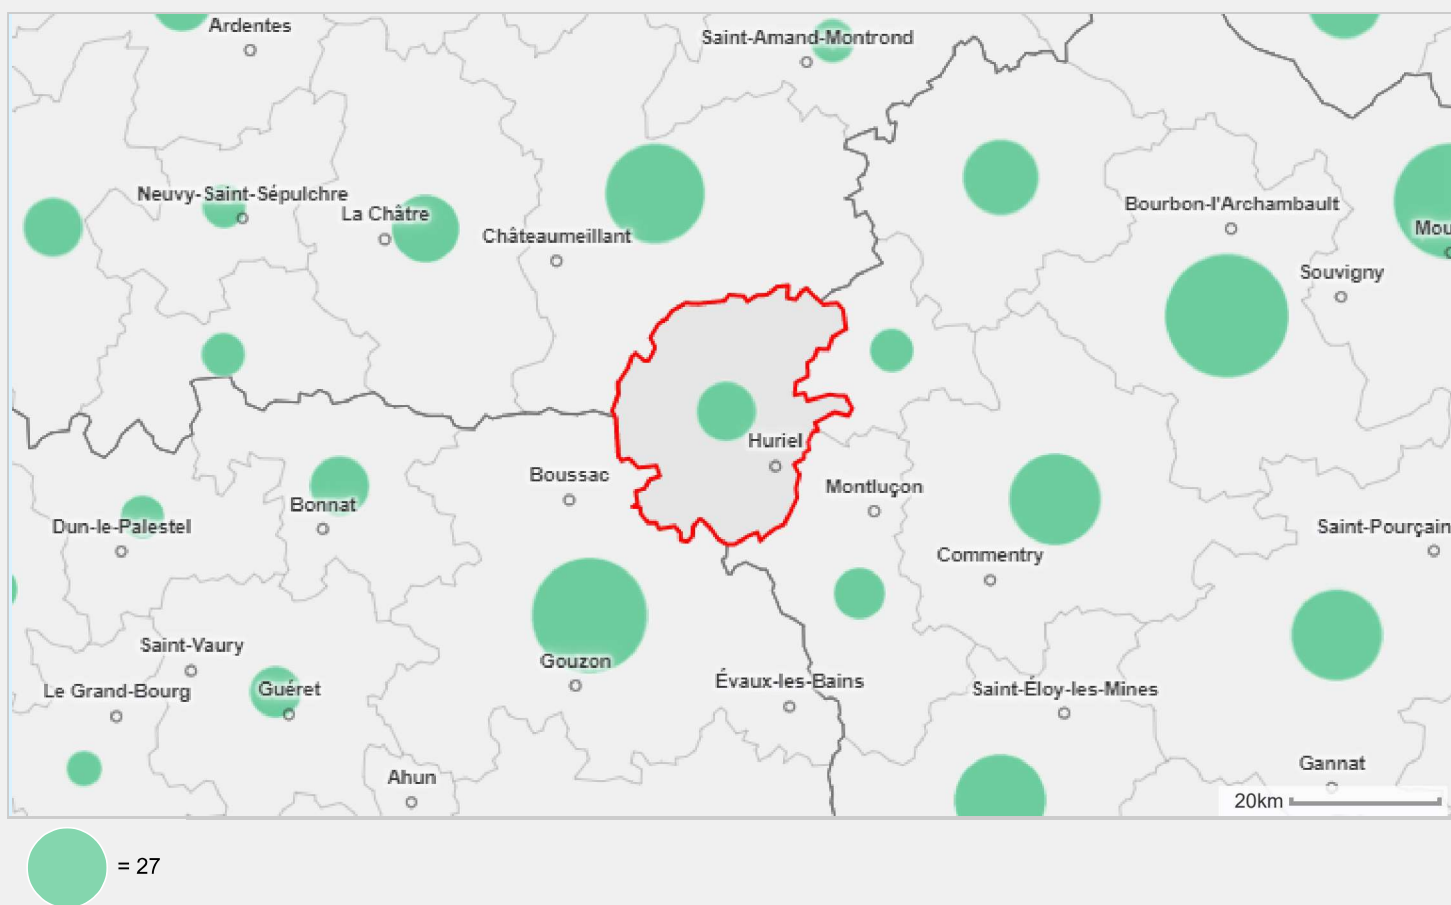 Ardentes
Saint-Amand-Montrond
Neuvy-Saint-Sépulchre
La Châtre
Châteaumeillant
Bourbon-l'Archambault
Mou
Souvigny
Huriel
Boussac
Montluçon
Bonnat
Dun-le-Palestel
Saint-Pourçain
Commentry
Saint-Vaury
Gouzon
Le Grand-Bourg
Guéret
Évaux-les-Bains
Saint-Éloy-les-Mines
Ahun
Gannat
20km
= 27